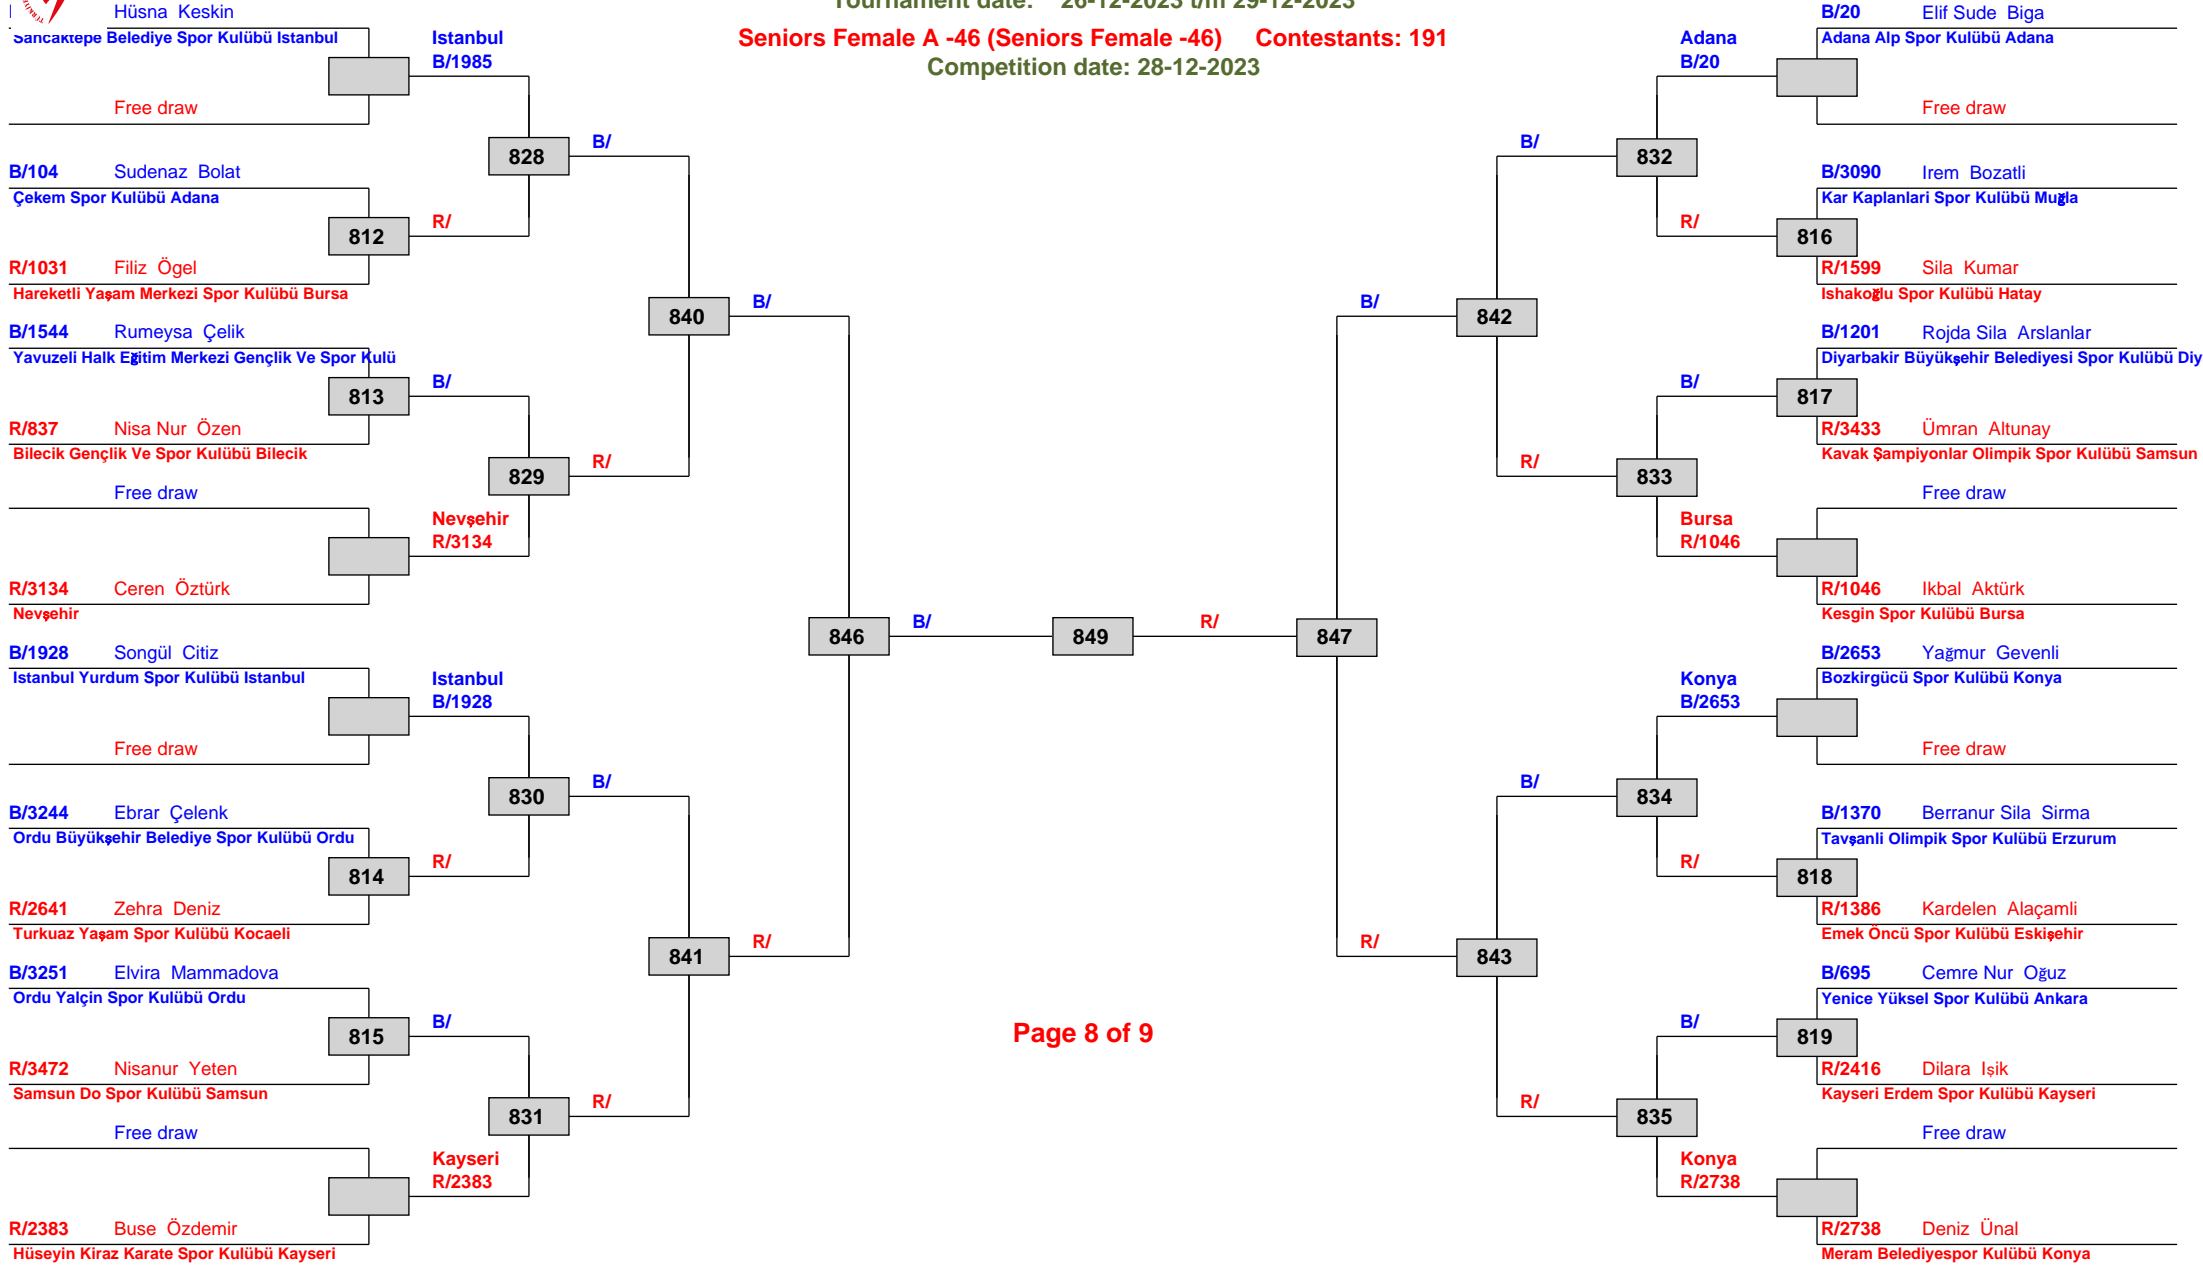 Tournament date: 26-12-2023 t/m 29-12-2023
Seniors Female A -46 (Seniors Female -46) Contestants: 191
Competition date: 28-12-2023
Hüsna Keskin
Sancaktepe Belediye Spor Kulübü Istanbul
Istanbul
B/1985
Free draw
828
B/
B/104 Sudenaz Bolat
Çekem Spor Kulübü Adana
812
R/
R/1031 Filiz Ögel
Hareketli Yaşam Merkezi Spor Kulübü Bursa
840
B/
B/1544 Rumeysa Çelik
Yavuzeli Halk Eğitim Merkezi Gençlik Ve Spor Kulü
813
B/
R/837 Nisa Nur Özen
Bilecik Gençlik Ve Spor Kulübü Bilecik
829
R/
Free draw
Nevşehir
R/3134
R/3134 Ceren Öztürk
Nevşehir
846
B/
849
R/
847
B/1928 Songül Citiz
Istanbul Yurdum Spor Kulübü Istanbul
Istanbul
B/1928
Free draw
830
B/
B/3244 Ebrar Çelenk
Ordu Büyükşehir Belediye Spor Kulübü Ordu
814
R/
R/2641 Zehra Deniz
Turkuaz Yaşam Spor Kulübü Kocaeli
841
R/
B/3251 Elvira Mammadova
Ordu Yalçin Spor Kulübü Ordu
815
B/
R/3472 Nisanur Yeten
Samsun Do Spor Kulübü Samsun
831
R/
Free draw
Kayseri
R/2383
R/2383 Buse Özdemir
Hüseyin Kiraz Karate Spor Kulübü Kayseri
Page 8 of 9
B/20 Elif Sude Biga
Adana Alp Spor Kulübü Adana
Adana
B/20
Free draw
B/
832
B/3090 Irem Bozatli
Kar Kaplanlari Spor Kulübü Muğla
R/
816
R/1599 Sila Kumar
Ishakoğlu Spor Kulübü Hatay
B/
842
B/1201 Rojda Sila Arslanlar
Diyarbakir Büyükşehir Belediyesi Spor Kulübü Diy
B/
817
R/3433 Ümran Altunay
Kavak Şampiyonlar Olimpik Spor Kulübü Samsun
R/
833
Free draw
Bursa
R/1046
R/1046 Ikbal Aktürk
Kesgin Spor Kulübü Bursa
B/2653 Yağmur Gevenli
Bozkirgücü Spor Kulübü Konya
Konya
B/2653
Free draw
B/
834
B/1370 Berranur Sila Sirma
Tavşanli Olimpik Spor Kulübü Erzurum
R/
818
R/1386 Kardelen Alaçamli
Emek Öncü Spor Kulübü Eskişehir
R/
843
B/695 Cemre Nur Oğuz
Yenice Yüksel Spor Kulübü Ankara
B/
819
R/2416 Dilara Işik
Kayseri Erdem Spor Kulübü Kayseri
R/
835
Free draw
Konya
R/2738
R/2738 Deniz Ünal
Meram Belediyespor Kulübü Konya